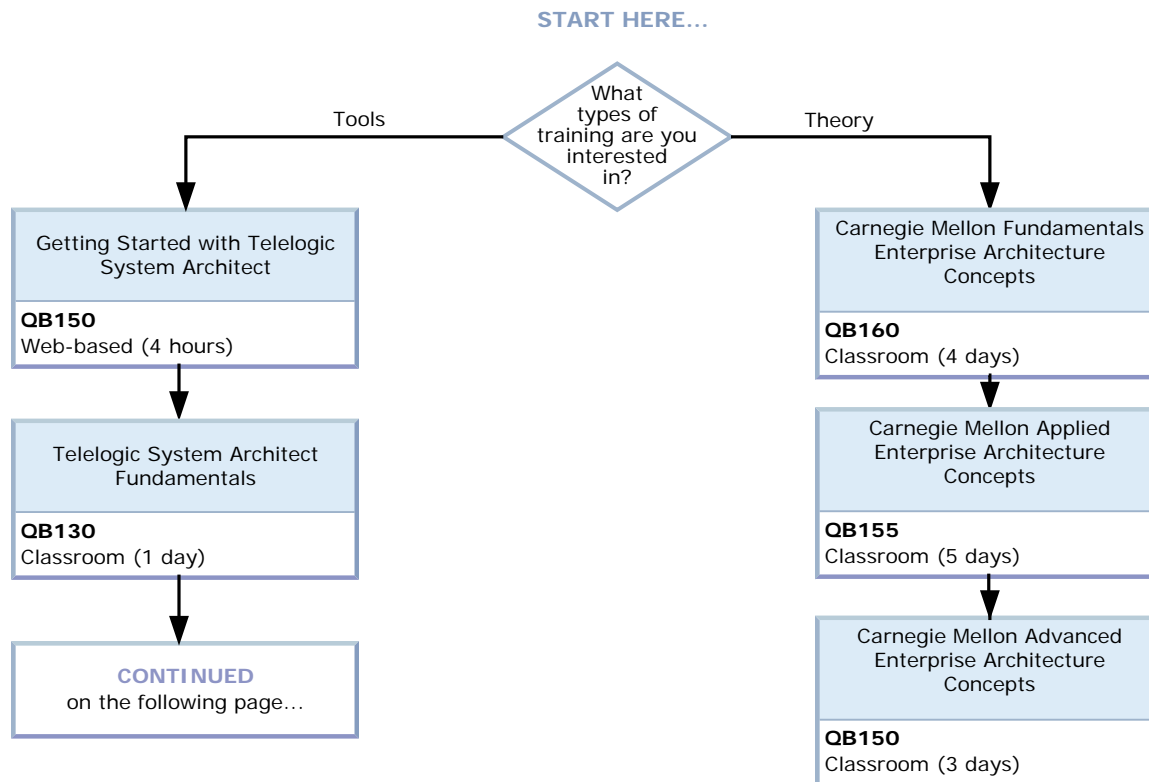 START HERE...
What
types of
training are you
interested
in?
Tools
Theory
Getting Started with Telelogic
System Architect
QB150
Web-based (4 hours)
Telelogic System Architect
Fundamentals
QB130
Classroom (1 day)
CONTINUED
on the following page...
Carnegie Mellon Fundamentals
Enterprise Architecture
Concepts
QB160
Classroom (4 days)
Carnegie Mellon Applied
Enterprise Architecture
Concepts
QB155
Classroom (5 days)
Carnegie Mellon Advanced
Enterprise Architecture
Concepts
QB150
Classroom (3 days)